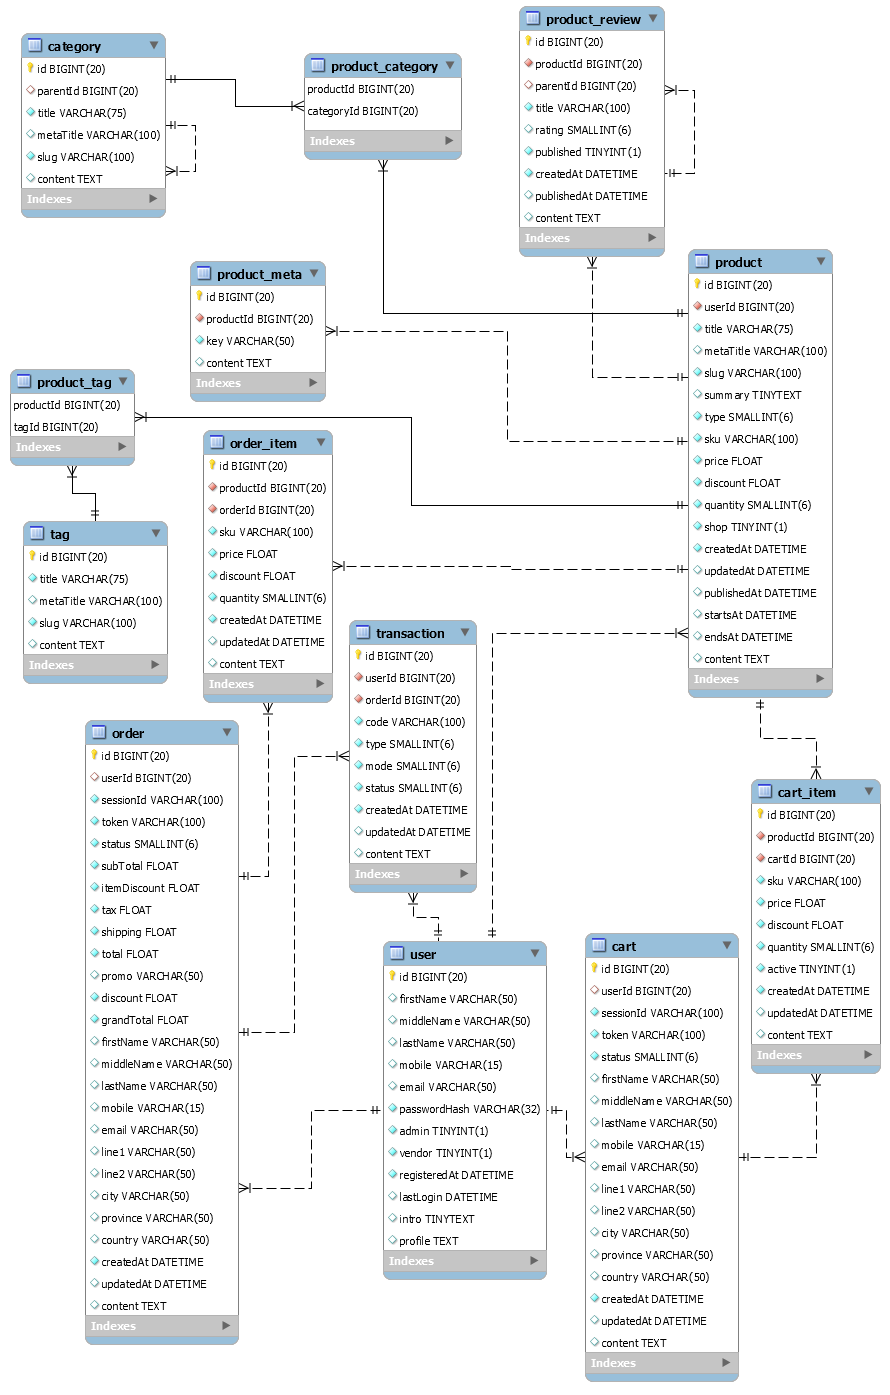 category
id BIGINT(20)
parentId BIGINT(20)
title VARCHAR(75)
metaTitle VARCHAR(100)
slug VARCHAR(100)
content TEXT
Indexes
product_category
productId BIGINT(20)
categoryId BIGINT(20)
Indexes
product_review
id BIGINT(20)
productId BIGINT(20)
parentId BIGINT(20)
title VARCHAR(100)
rating SMALLINT(6)
published TINYINT(1)
createdAt DATETIME
publishedAt DATETIME
content TEXT
Indexes
product
id BIGINT(20)
userId BIGINT(20)
title VARCHAR(75)
metaTitle VARCHAR(100)
slug VARCHAR(100)
summary TINYTEXT
type SMALLINT(6)
sku VARCHAR(100)
price FLOAT
discount FLOAT
quantity SMALLINT(6)
shop TINYINT(1)
createdAt DATETIME
updatedAt DATETIME
publishedAt DATETIME
startsAt DATETIME
endsAt DATETIME
content TEXT
Indexes
product_meta
id BIGINT(20)
productId BIGINT(20)
key VARCHAR(50)
content TEXT
Indexes
product_tag
productId BIGINT(20)
tagId BIGINT(20)
Indexes
order_item
id BIGINT(20)
productId BIGINT(20)
orderId BIGINT(20)
sku VARCHAR(100)
price FLOAT
discount FLOAT
quantity SMALLINT(6)
createdAt DATETIME
updatedAt DATETIME
content TEXT
Indexes
tag
id BIGINT(20)
title VARCHAR(75)
metaTitle VARCHAR(100)
slug VARCHAR(100)
content TEXT
Indexes
transaction
id BIGINT(20)
userId BIGINT(20)
orderId BIGINT(20)
code VARCHAR(100)
type SMALLINT(6)
mode SMALLINT(6)
status SMALLINT(6)
createdAt DATETIME
updatedAt DATETIME
content TEXT
Indexes
order
id BIGINT(20)
userId BIGINT(20)
sessionId VARCHAR(100)
token VARCHAR(100)
status SMALLINT(6)
subTotal FLOAT
itemDiscount FLOAT
tax FLOAT
shipping FLOAT
total FLOAT
promo VARCHAR(50)
discount FLOAT
grandTotal FLOAT
firstName VARCHAR(50)
middleName VARCHAR(50)
lastName VARCHAR(50)
mobile VARCHAR(15)
email VARCHAR(50)
line1 VARCHAR(50)
line2 VARCHAR(50)
city VARCHAR(50)
province VARCHAR(50)
country VARCHAR(50)
createdAt DATETIME
updatedAt DATETIME
content TEXT
Indexes
cart_item
id BIGINT(20)
productId BIGINT(20)
cartId BIGINT(20)
sku VARCHAR(100)
price FLOAT
discount FLOAT
quantity SMALLINT(6)
active TINYINT(1)
createdAt DATETIME
updatedAt DATETIME
content TEXT
Indexes
user
id BIGINT(20)
firstName VARCHAR(50)
middleName VARCHAR(50)
lastName VARCHAR(50)
mobile VARCHAR(15)
email VARCHAR(50)
passwordHash VARCHAR(32)
admin TINYINT(1)
vendor TINYINT(1)
registeredAt DATETIME
lastLogin DATETIME
intro TINYTEXT
profile TEXT
Indexes
cart
id BIGINT(20)
userId BIGINT(20)
sessionId VARCHAR(100)
token VARCHAR(100)
status SMALLINT(6)
firstName VARCHAR(50)
middleName VARCHAR(50)
lastName VARCHAR(50)
mobile VARCHAR(15)
email VARCHAR(50)
line1 VARCHAR(50)
line2 VARCHAR(50)
city VARCHAR(50)
province VARCHAR(50)
country VARCHAR(50)
createdAt DATETIME
updatedAt DATETIME
content TEXT
Indexes